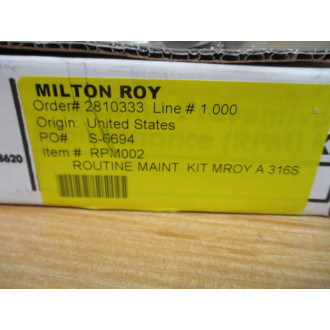 MILTON ROY
Order# 2810333 Line # 1.000
Origin: United States
PO# S-6694
Item # RPM002
ROUTINE MAINT KIT MROY A 316S